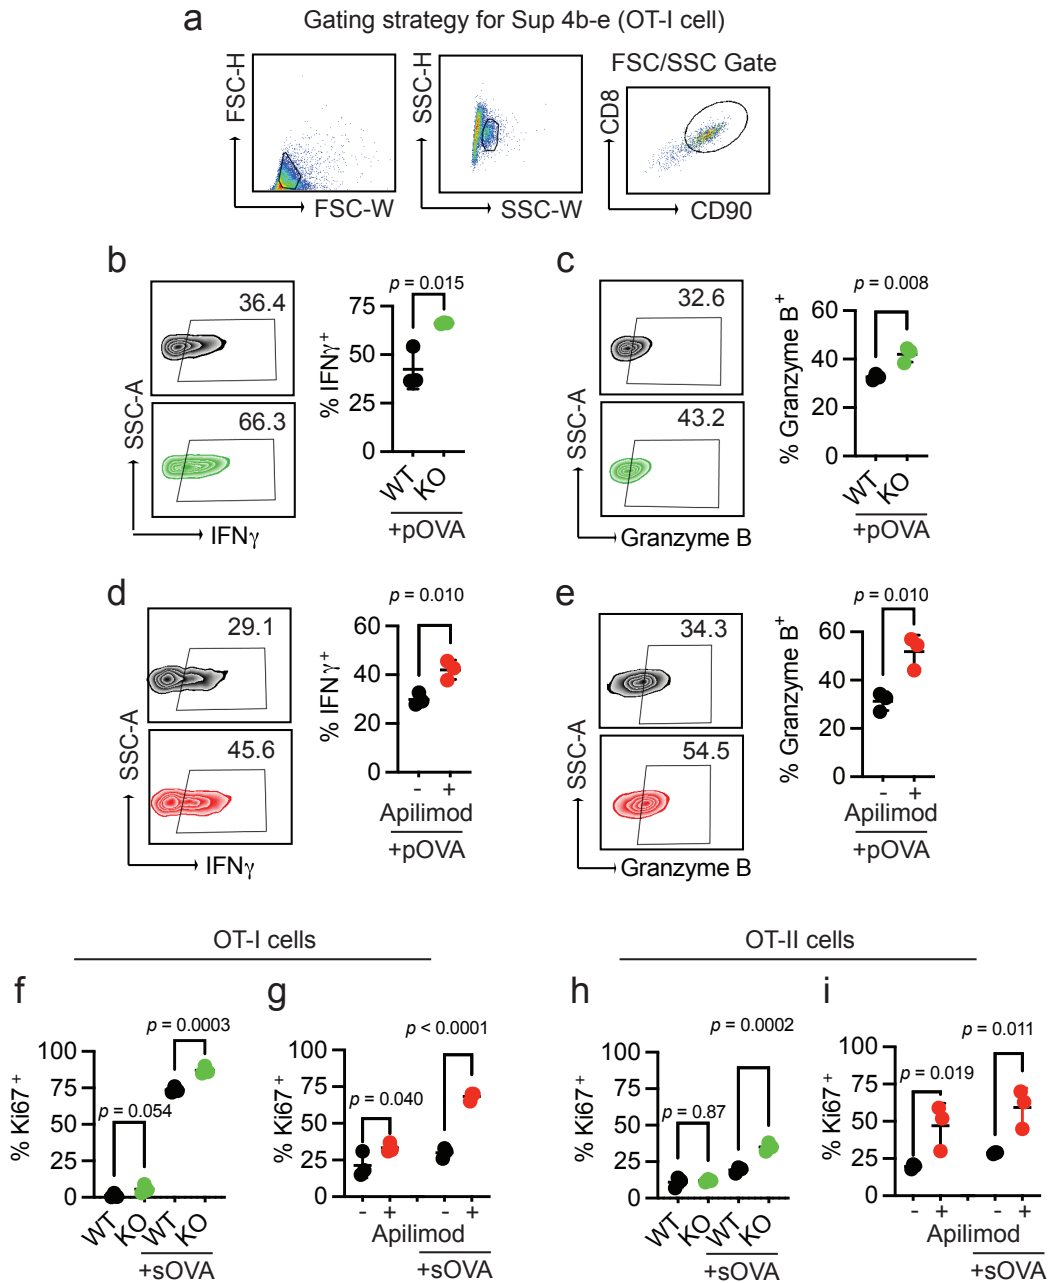 a
Gating strategy for Sup 4b-e (OT-I cell)
FSC-H
FSC-W
SSC-H
SSC-W
FSC/SSC Gate
CD8
CD90
b
36.4
66.3
SSC-A
IFNγ
p = 0.015
% IFNγ+
75
50
25
0
WT
KO
+pOVA
c
32.6
43.2
SSC-A
Granzyme B
p = 0.008
% Granzyme B+
60
40
20
0
WT
KO
+pOVA
d
29.1
45.6
SSC-A
IFNγ
p = 0.010
% IFNγ+
60
40
20
0
- +
Apilimod
+pOVA
e
34.3
54.5
SSC-A
Granzyme B
p = 0.010
% Granzyme B+
60
40
20
0
- +
Apilimod
+pOVA
OT-I cells
f
p = 0.0003
p = 0.054
% Ki67+
100
75
50
25
0
WT
KO
WT
KO
+sOVA
g
p < 0.0001
p = 0.040
% Ki67+
100
75
50
25
0
- + - +
Apilimod
+sOVA
OT-II cells
h
p = 0.0002
p = 0.87
% Ki67+
100
75
50
25
0
WT
KO
WT
KO
+sOVA
i
p = 0.011
p = 0.019
% Ki67+
100
75
50
25
0
- + - +
Apilimod
+sOVA